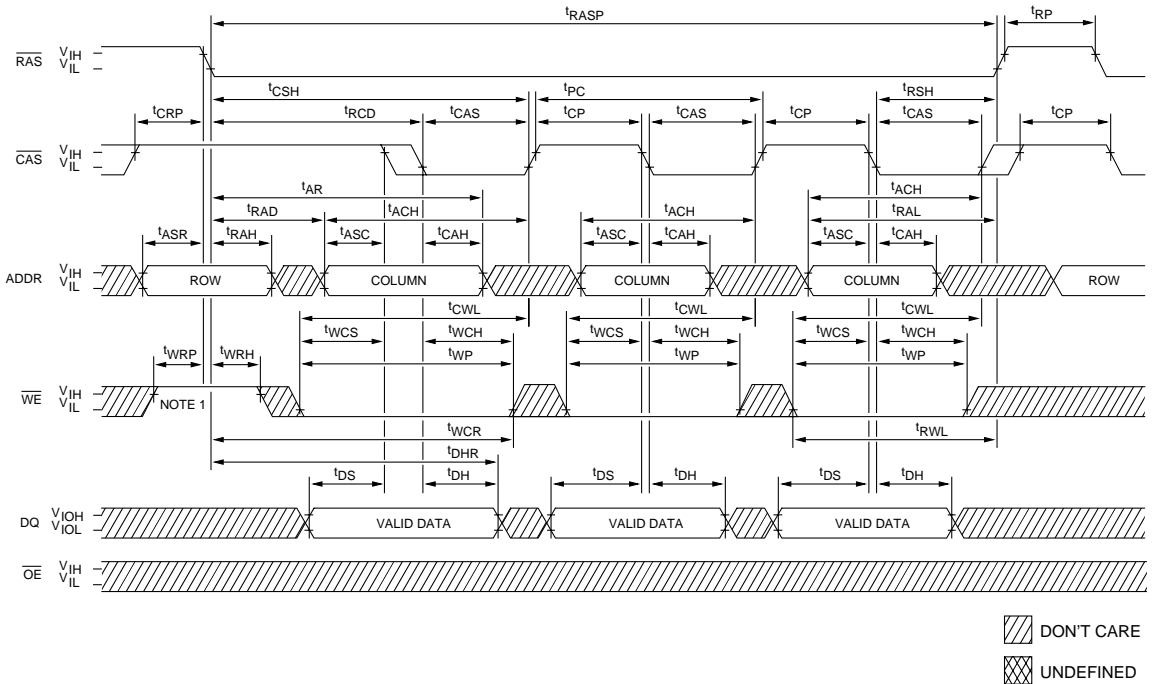 tRASP tRP
RAS VIH VIL
tCSH tPC tRSH
tCRP tRCD tCAS tCP tCAS tCP tCAS tCP
CAS VIH VIL
tAR tACH
tRAD tACH tACH tRAL
tASR tRAH tASC tCAH tASC tCAH tASC tCAH
ADDR VIH VIL ROW COLUMN COLUMN COLUMN ROW
tCWL tCWL tCWL
tWCS tWCH tWCS tWCH tWCS tWCH
tWRP tWRH tWP tWP tWP
WE VIH VIL NOTE 1
tWCR tRWL
tDHR
tDS tDH tDS tDH tDS tDH
DQ VIOH VIOL VALID DATA VALID DATA VALID DATA
OE VIH VIL
DON'T CARE
UNDEFINED